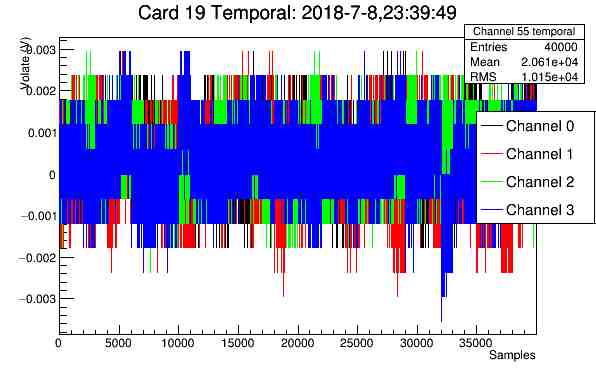 Card 19 Temporal: 2018-7-8,23:39:49
Volate (V)
0.003
0.002
0.001
0
−0.001
−0.002
−0.003
Channel 55 temporal
Entries 40000
Mean 2.061e+04
RMS 1.015e+04
Channel 0
Channel 1
Channel 2
Channel 3
0 5000 10000 15000 20000 25000 30000 35000
Samples